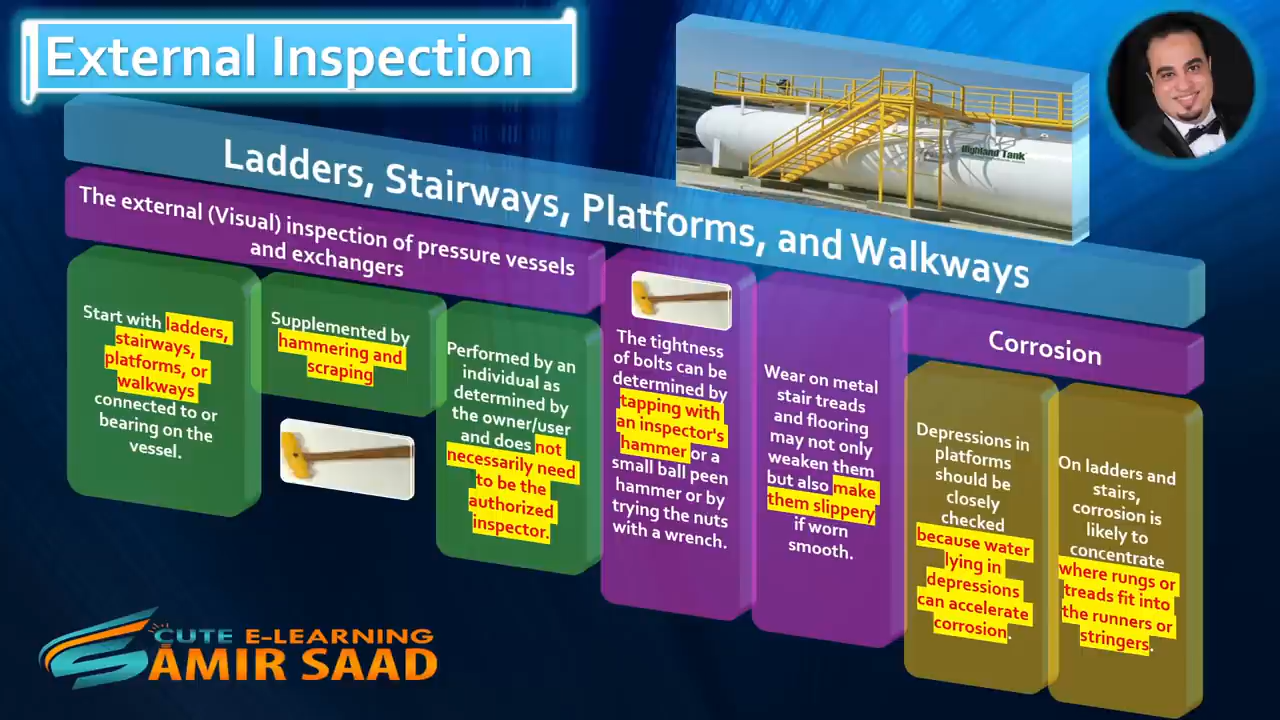 External Inspection
Highland Tank
Ladders, Stairways, Platforms, and Walkways
The external (Visual) inspection of pressure vessels
and exchangers
Start with ladders,
stairways,
platforms, or
walkways
connected to or
bearing on the
vessel.
Supplemented by
hammering and
scraping
Performed by an
individual as
determined by
the owner/user
and does not
necessarily need
to be the
authorized
inspector.
The tightness
of bolts can be
determined by
tapping with
an inspector's
hammer or a
small ball peen
hammer or by
trying the nuts
with a wrench.
Wear on metal
stair treads
and flooring
may not only
weaken them
but also make
them slippery
if worn
smooth.
Corrosion
Depressions in
platforms
should be
closely
checked
because water
lying in
depressions
can accelerate
corrosion.
On ladders and
stairs,
corrosion is
likely to
concentrate
where rungs or
treads fit into
the runners or
stringers.
CUTE E-LEARNING
AMIR SAAD